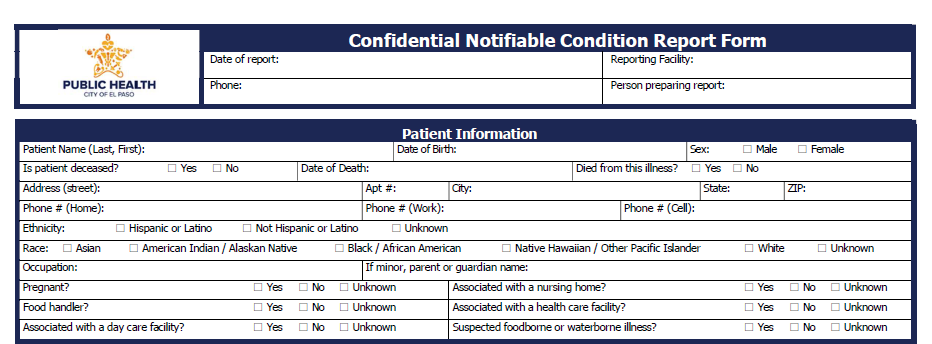 Confidential Notifiable Condition Report Form
PUBLIC HEALTH
CITY OF EL PASO
Date of report: Reporting Facility:
Phone: Person preparing report:
Patient Information
Patient Name (Last, First): Date of Birth: Sex: ☐ Male ☐ Female
Is patient deceased? ☐ Yes ☐ No Date of Death: Died from this illness? ☐ Yes ☐ No
Address (street): Apt #: City: State: ZIP:
Phone # (Home): Phone # (Work): Phone # (Cell):
Ethnicity: ☐ Hispanic or Latino ☐ Not Hispanic or Latino ☐ Unknown
Race: ☐ Asian ☐ American Indian / Alaskan Native ☐ Black / African American ☐ Native Hawaiian / Other Pacific Islander ☐ White ☐ Unknown
Occupation: If minor, parent or guardian name:
Pregnant? ☐ Yes ☐ No ☐ Unknown Associated with a nursing home? ☐ Yes ☐ No ☐ Unknown
Food handler? ☐ Yes ☐ No ☐ Unknown Associated with a health care facility? ☐ Yes ☐ No ☐ Unknown
Associated with a day care facility? ☐ Yes ☐ No ☐ Unknown Suspected foodborne or waterborne illness? ☐ Yes ☐ No ☐ Unknown